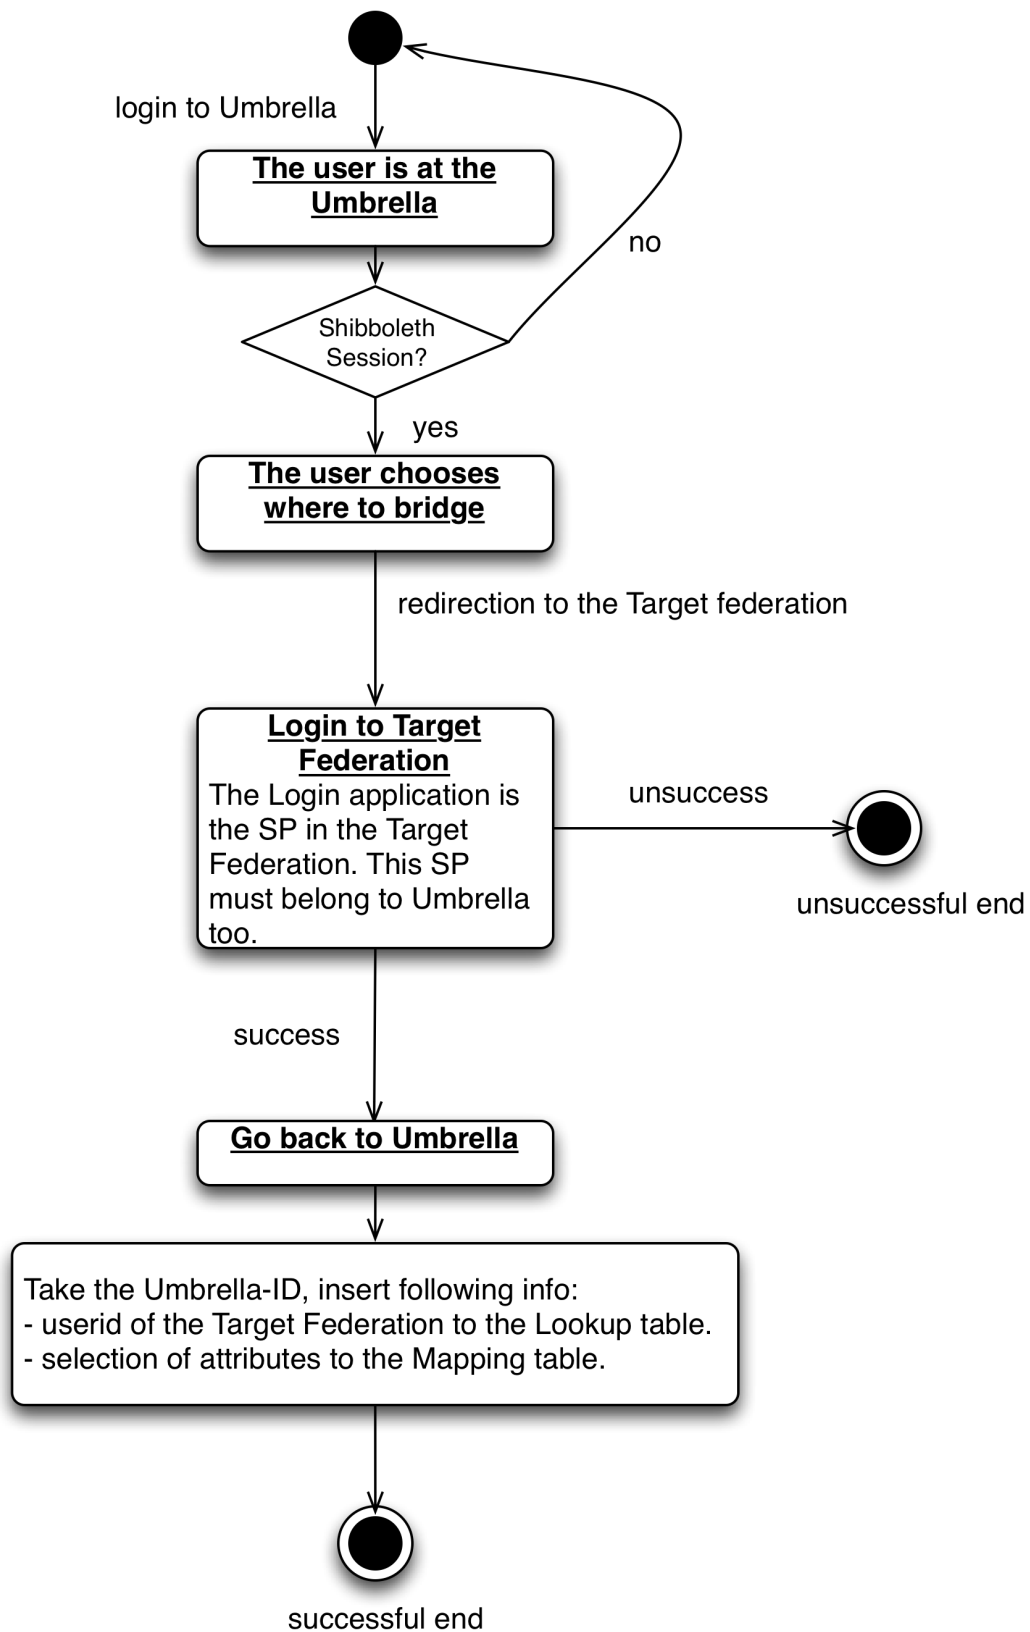 login to Umbrella
The user is at the
Umbrella
no
Shibboleth
Session?
yes
The user chooses
where to bridge
redirection to the Target federation
Login to Target
Federation
The Login application is
the SP in the Target
Federation. This SP
must belong to Umbrella
too.
unsuccess
unsuccessful end
success
Go back to Umbrella
Take the Umbrella-ID, insert following info:
- userid of the Target Federation to the Lookup table.
- selection of attributes to the Mapping table.
successful end